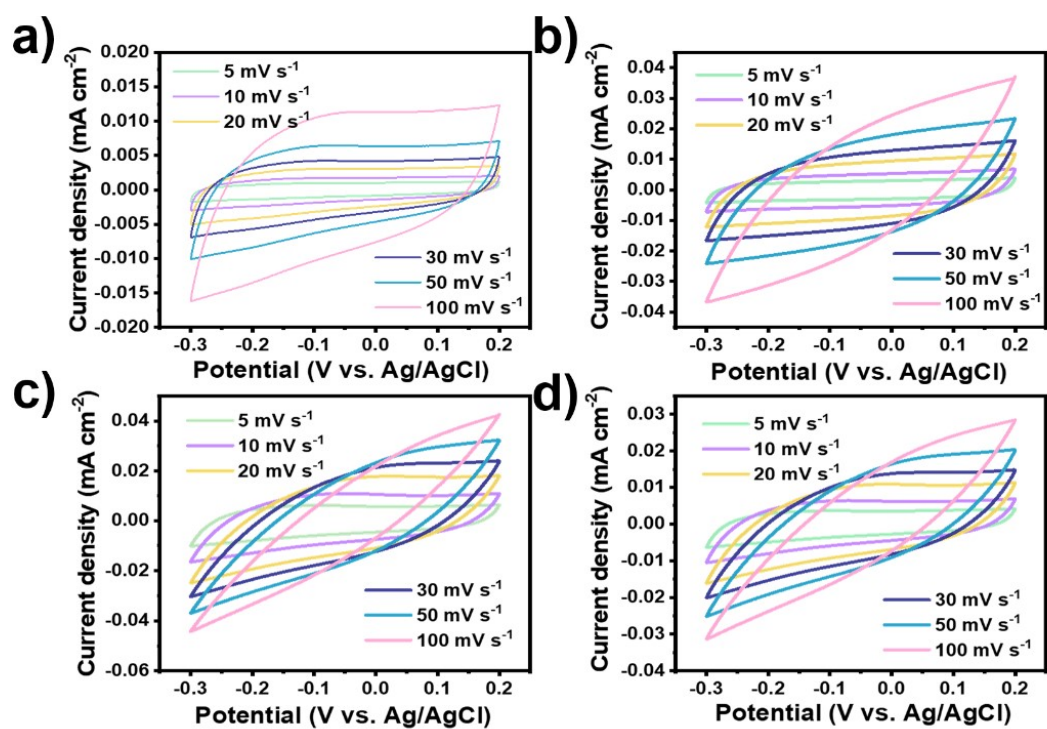 a)
Current density (mA cm⁻²)
0.020
0.015
0.010
0.005
0.000
-0.005
-0.010
-0.015
-0.020
5 mV s⁻¹
10 mV s⁻¹
20 mV s⁻¹
30 mV s⁻¹
50 mV s⁻¹
100 mV s⁻¹
-0.3 -0.2 -0.1 0.0 0.1 0.2
Potential (V vs. Ag/AgCl)
b)
Current density (mA cm⁻²)
0.04
0.03
0.02
0.01
0.00
-0.01
-0.02
-0.03
-0.04
5 mV s⁻¹
10 mV s⁻¹
20 mV s⁻¹
30 mV s⁻¹
50 mV s⁻¹
100 mV s⁻¹
-0.3 -0.2 -0.1 0.0 0.1 0.2
Potential (V vs. Ag/AgCl)
c)
Current density (mA cm⁻²)
0.04
0.02
0.00
-0.02
-0.04
-0.06
5 mV s⁻¹
10 mV s⁻¹
20 mV s⁻¹
30 mV s⁻¹
50 mV s⁻¹
100 mV s⁻¹
-0.3 -0.2 -0.1 0.0 0.1 0.2
Potential (V vs. Ag/AgCl)
d)
Current density (mA cm⁻²)
0.03
0.02
0.01
0.00
-0.01
-0.02
-0.03
-0.04
5 mV s⁻¹
10 mV s⁻¹
20 mV s⁻¹
30 mV s⁻¹
50 mV s⁻¹
100 mV s⁻¹
-0.3 -0.2 -0.1 0.0 0.1 0.2
Potential (V vs. Ag/AgCl)